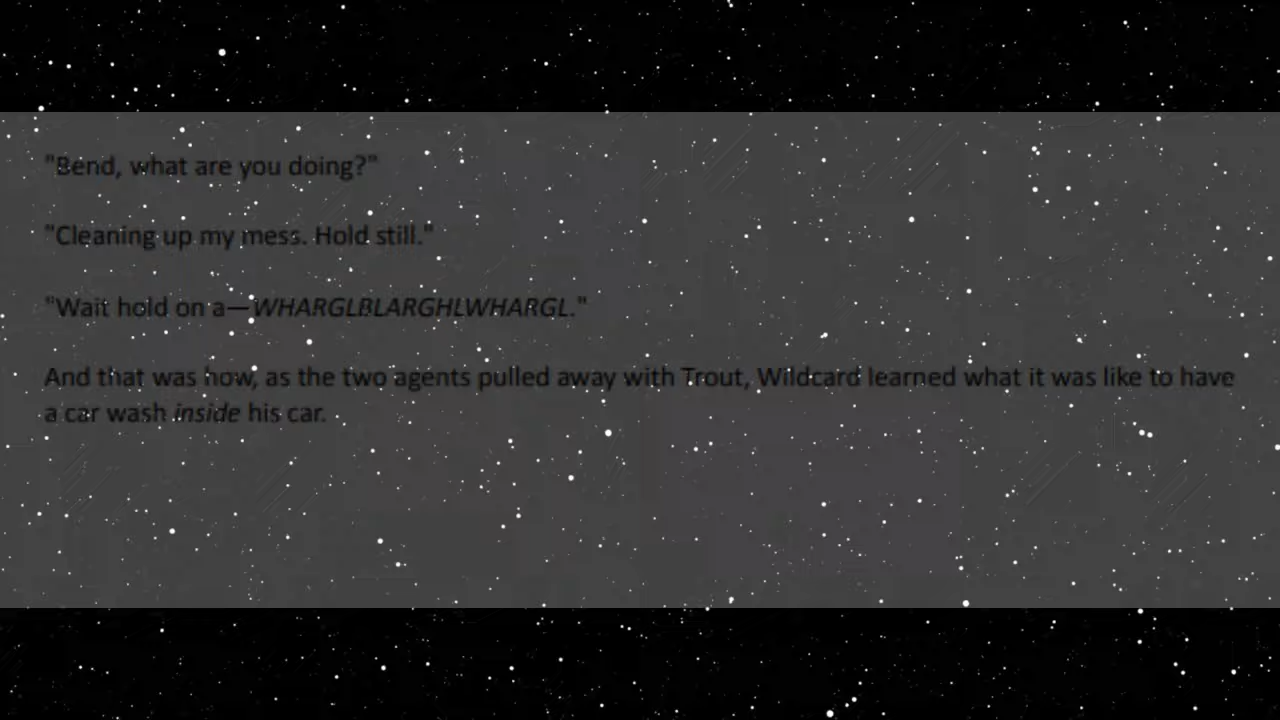 "Bend, what are you doing?"
"Cleaning up my mess. Hold still."
"Wait hold on a—WHARGLBLARGHLWHARGL."
And that was how, as the two agents pulled away with Trout, Wildcard learned what it was like to have
a car wash inside his car.